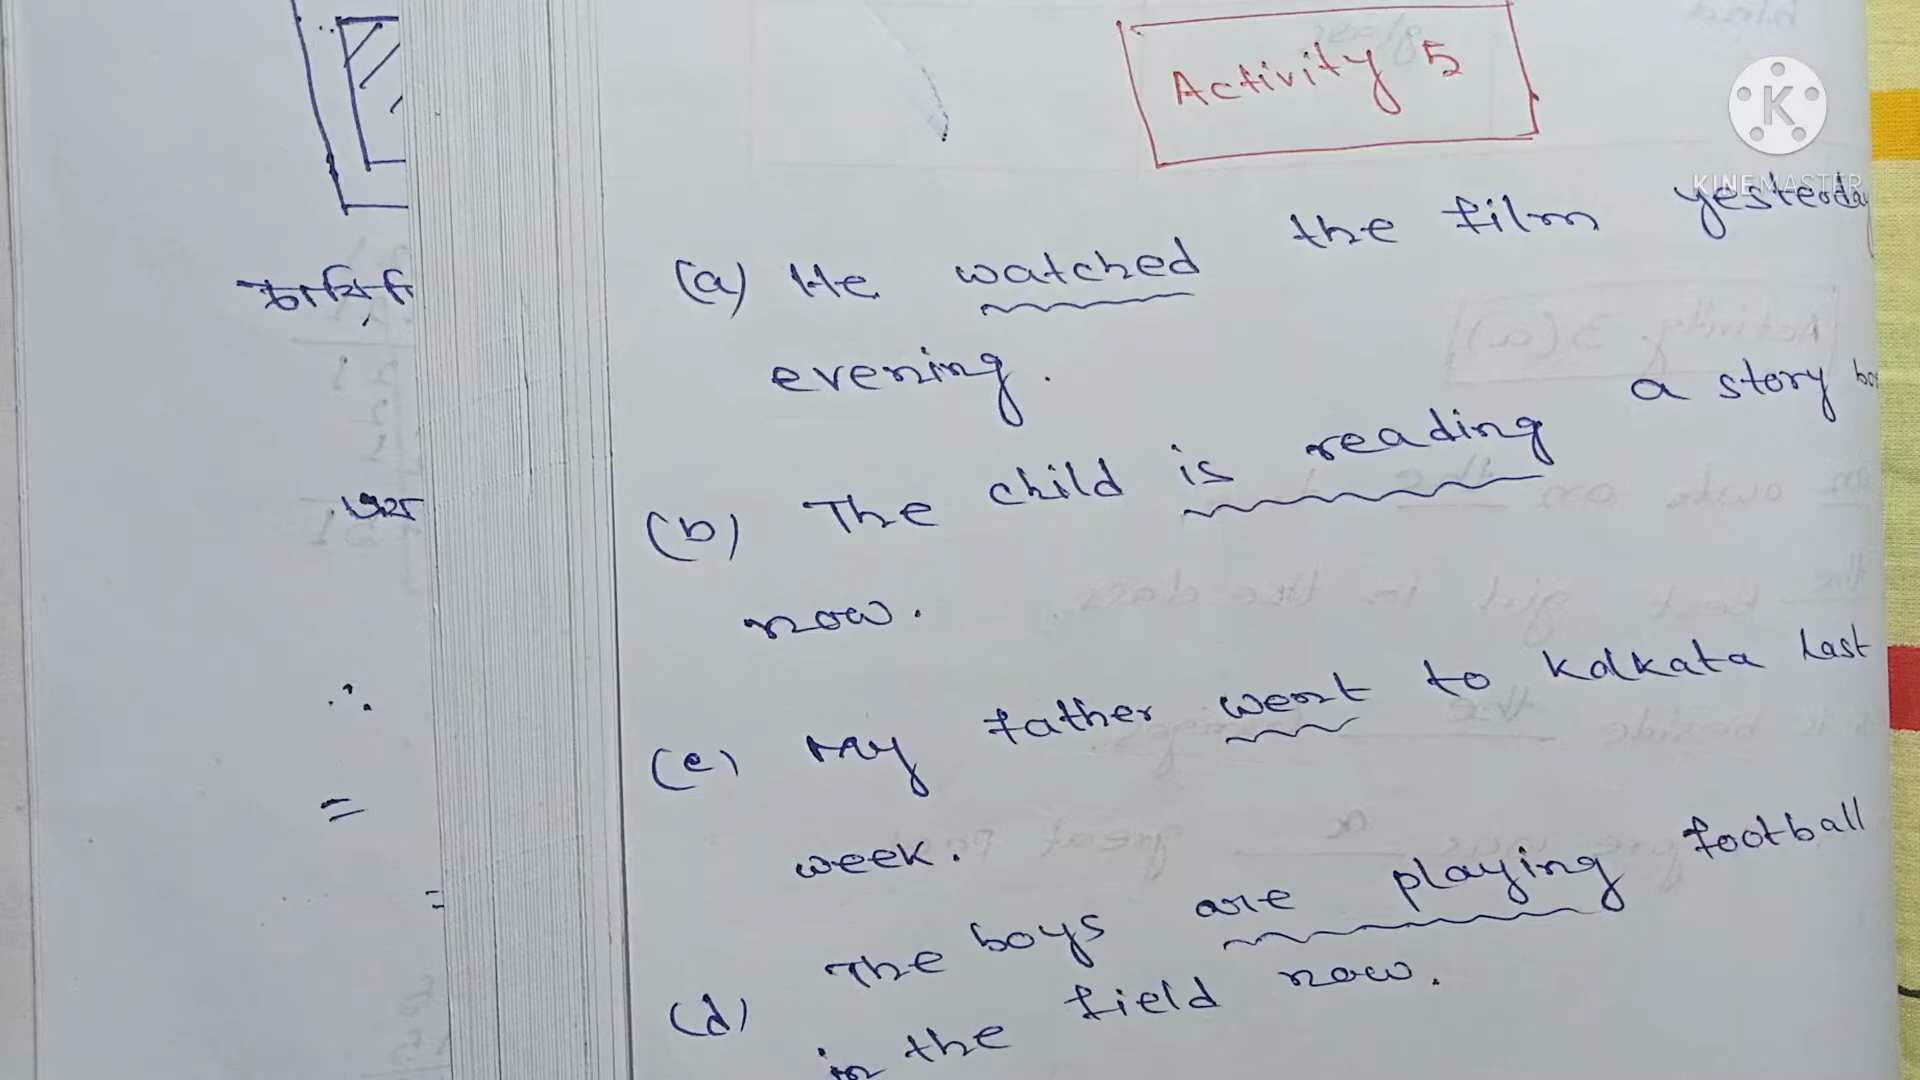 Activity 5
KINEMASTER
(a) He watched the film yesterday
evening.
(b) The child is reading a story
now.
(c) My father went to Kolkata Last
week.
(d) The boys are playing football
in the field now.